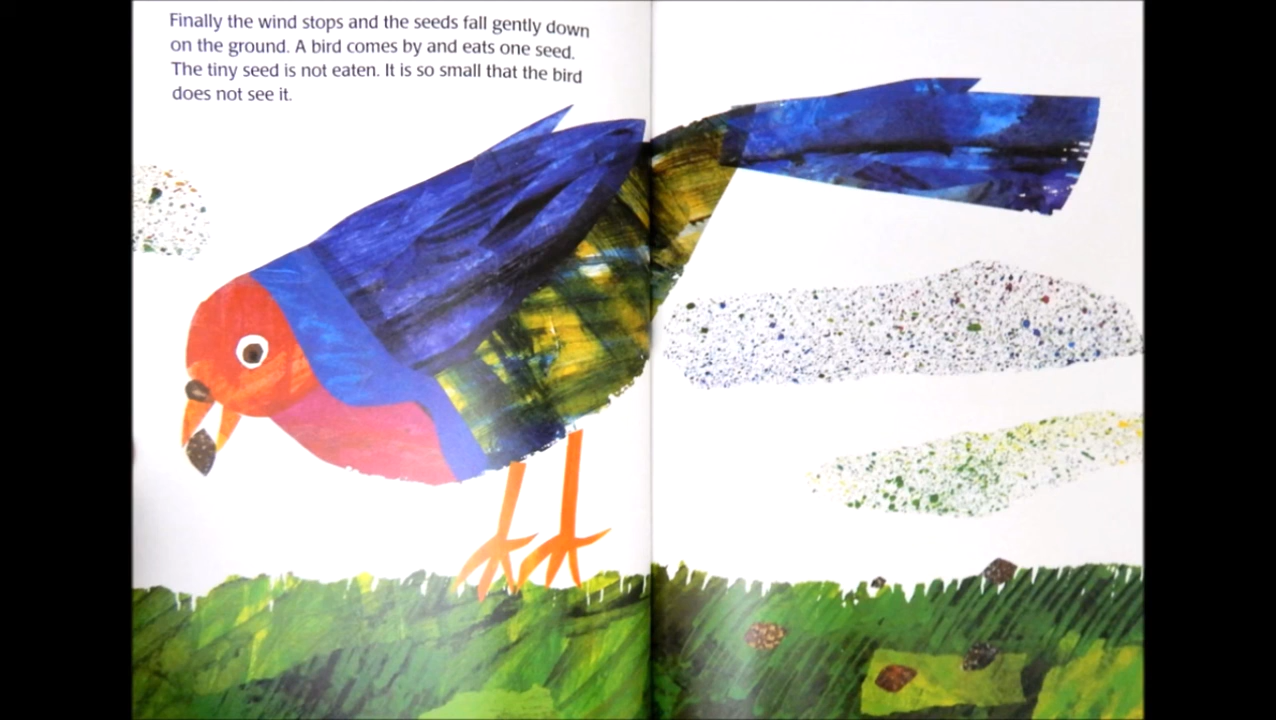 Finally the wind stops and the seeds fall gently down
on the ground. A bird comes by and eats one seed.
The tiny seed is not eaten. It is so small that the bird
does not see it.